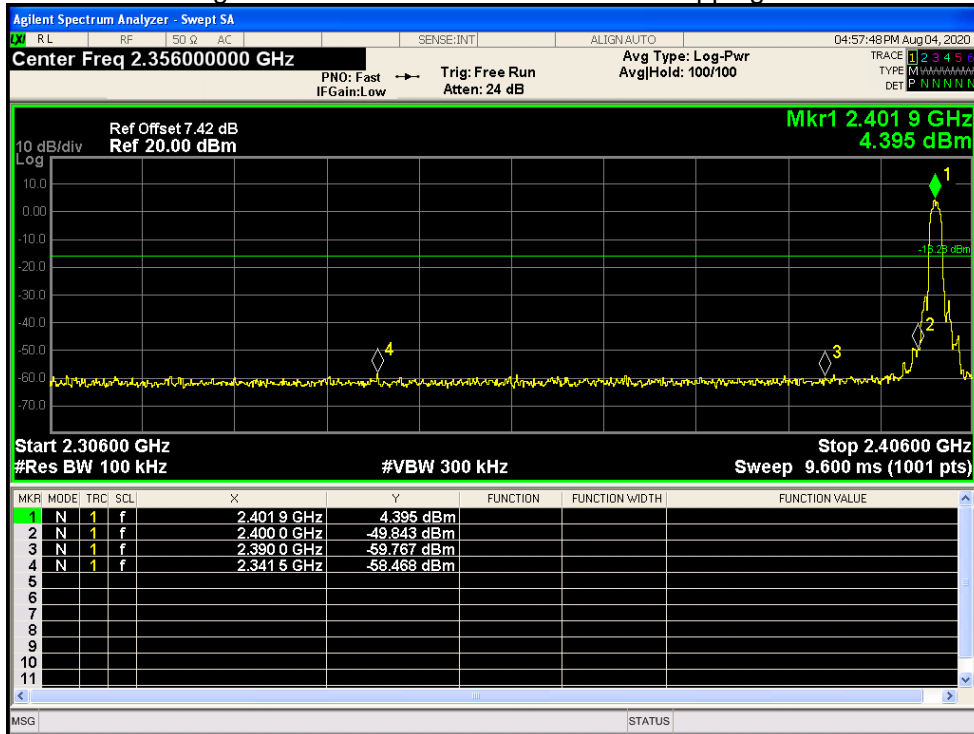 Agilent Spectrum Analyzer - Swept SA
LXI RL RF 50 Ω AC SENSE:INT ALIGN AUTO 04:57:48 PM Aug 04, 2020
Center Freq 2.356000000 GHz
PNO: Fast Trig: Free Run Avg Type: Log-Pwr TRACE 1 2 3 4 5 6
IFGain:Low Atten: 24 dB Avg|Hold: 100/100 TYPE M
DET P N N N N N
Mkr1 2.401 9 GHz
4.395 dBm
Ref Offset 7.42 dB
10 dB/div Ref 20.00 dBm
Log
10.0
0.00
-10.0
-20.0
-30.0
-40.0
-50.0
-60.0
-70.0
1
2
3
4
Start 2.30600 GHz Stop 2.40600 GHz
#Res BW 100 kHz #VBW 300 kHz Sweep 9.600 ms (1001 pts)
MKR MODE TRC SCL X Y FUNCTION FUNCTION WIDTH FUNCTION VALUE
1 N 1 f 2.401 9 GHz 4.395 dBm
2 N 1 f 2.400 0 GHz -49.843 dBm
3 N 1 f 2.390 0 GHz -59.767 dBm
4 N 1 f 2.341 5 GHz -58.468 dBm
5
6
7
8
9
10
11
MSG STATUS